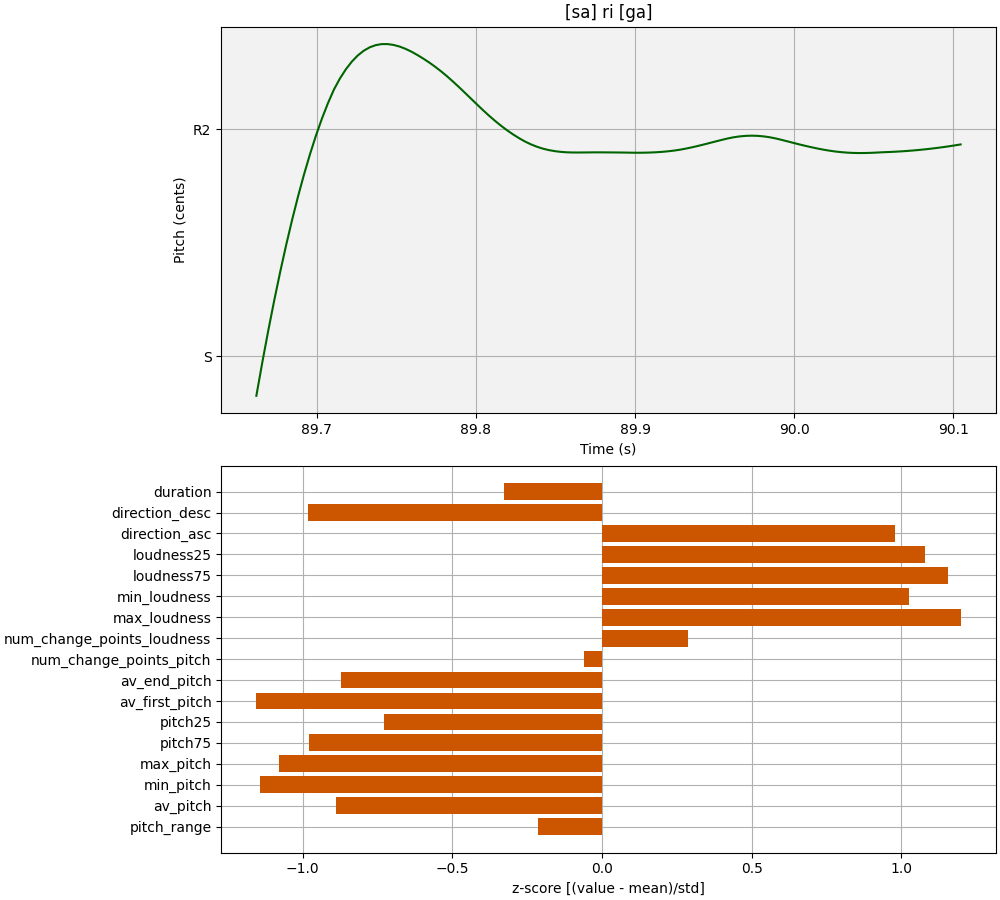 [sa] ri [ga]
R2
S
Pitch (cents)
89.7 89.8 89.9 90.0 90.1
Time (s)
duration
direction_desc
direction_asc
loudness25
loudness75
min_loudness
max_loudness
num_change_points_loudness
num_change_points_pitch
av_end_pitch
av_first_pitch
pitch25
pitch75
max_pitch
min_pitch
av_pitch
pitch_range
−1.0 −0.5 0.0 0.5 1.0
z-score [(value - mean)/std]